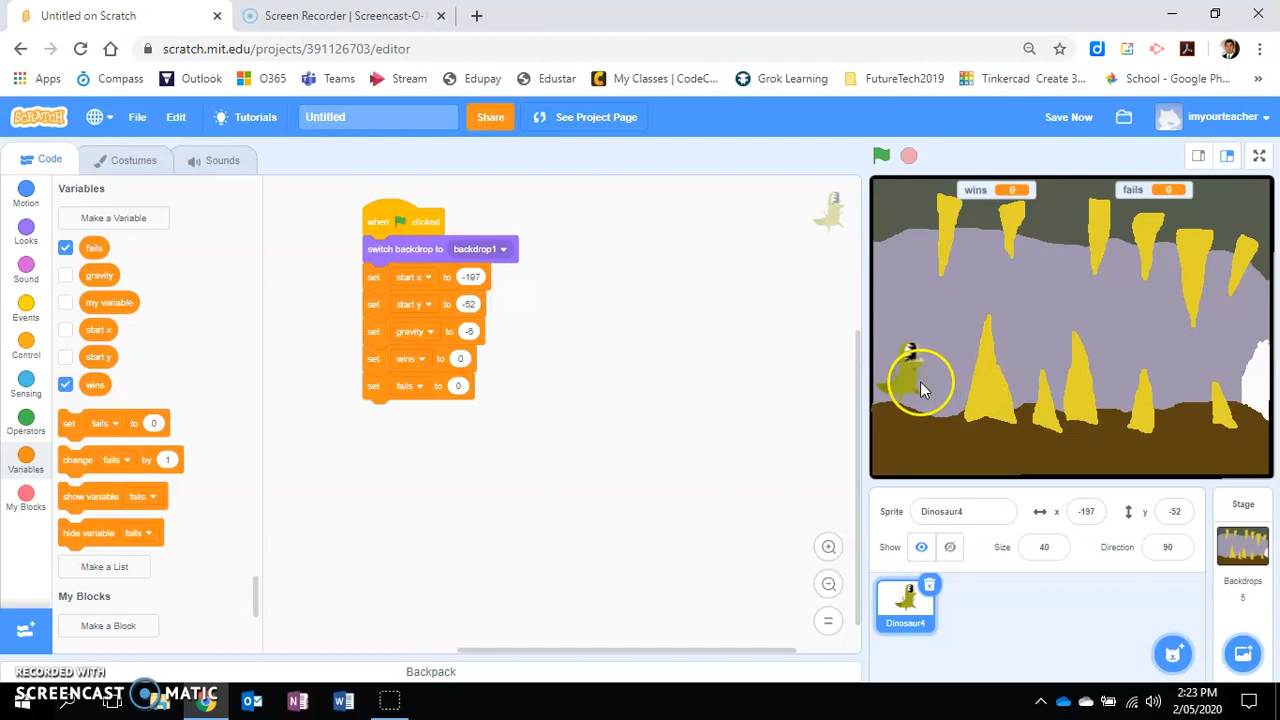 Untitled on Scratch
Screen Recorder | Screencast-O-
scratch.mit.edu/projects/391126703/editor
Apps Compass Outlook O365 Teams Stream Edupay Edustar My Classes | CodeC... Grok Learning FutureTech2018 Tinkercad | Create 3... School - Google Ph...
SCRATCH File Edit Tutorials Untitled Share See Project Page Save Now imyourteacher
Code Costumes Sounds
Motion
Looks
Sound
Events
Control
Sensing
Operators
Variables
My Blocks
Variables
Make a Variable
fails
gravity
my variable
start x
start y
wins
set fails to 0
change fails by 1
show variable fails
hide variable fails
Make a List
My Blocks
Make a Block
when clicked
switch backdrop to backdrop1
set start x to -197
set start y to -52
set gravity to -6
set wins to 0
set fails to 0
wins 0
fails 0
Sprite Dinosaur4 x -197 y -52
Show Size 40 Direction 90
Dinosaur4
Stage
Backdrops
5
Backpack
RECORDED WITH
SCREENCAST MATIC
2:23 PM
2/05/2020